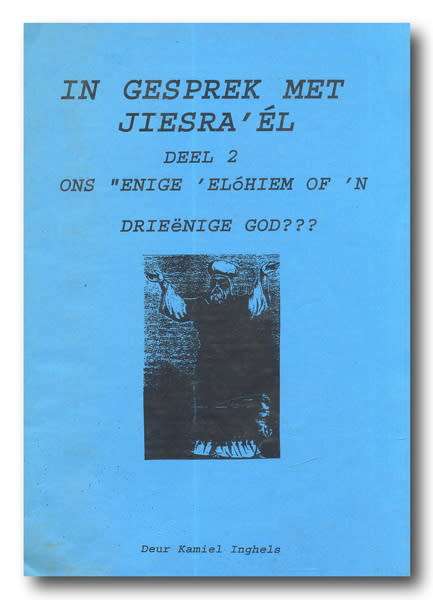 IN GESPREK MET
JIESRA'ÉL
DEEL 2
ONS "ENIGE 'ELóHIEM OF 'N
DRIEëNIGE GOD???
Deur Kamiel Inghels